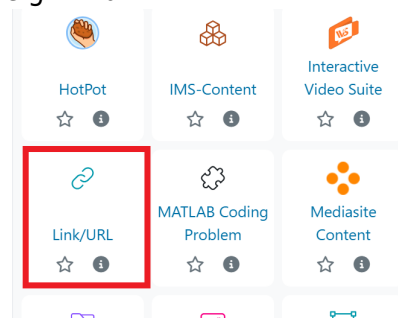 HotPot
IMS-Content
Interactive
Video Suite
Link/URL
MATLAB Coding
Problem
Mediasite
Content